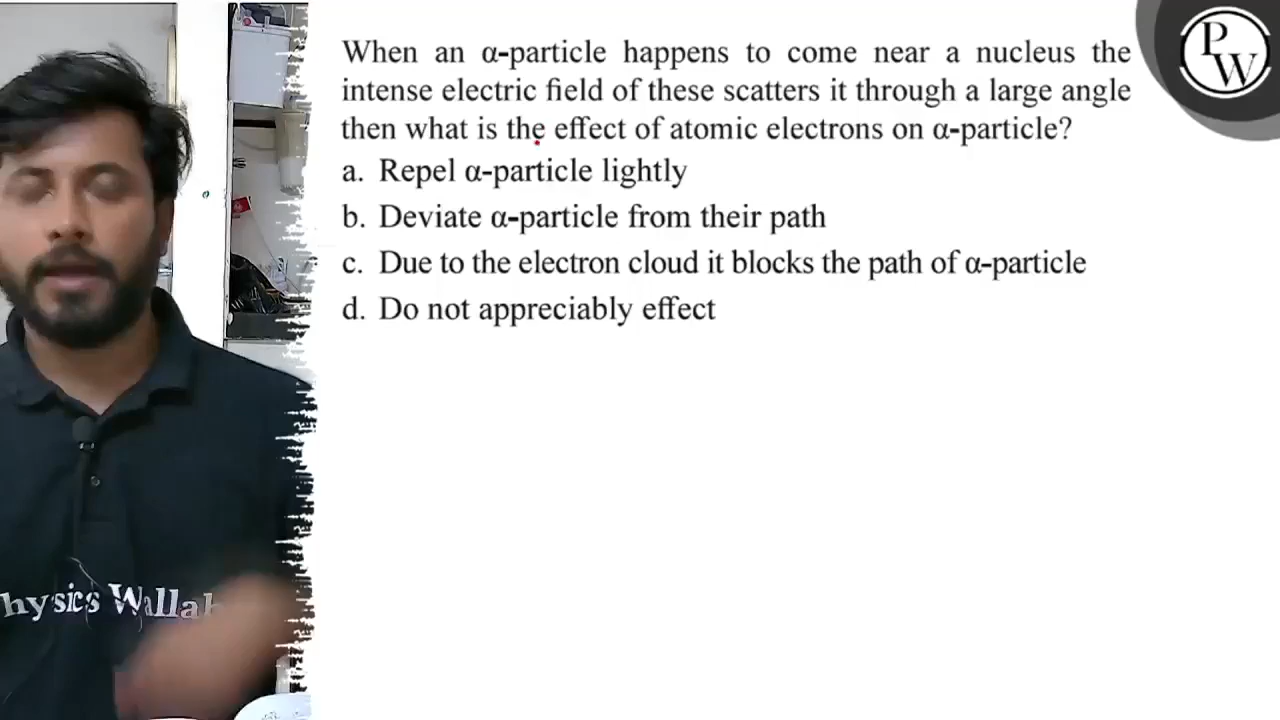 When an α-particle happens to come near a nucleus the
intense electric field of these scatters it through a large angle
then what is the effect of atomic electrons on α-particle?
a. Repel α-particle lightly
b. Deviate α-particle from their path
c. Due to the electron cloud it blocks the path of α-particle
d. Do not appreciably effect
P
W
hysics Wallah